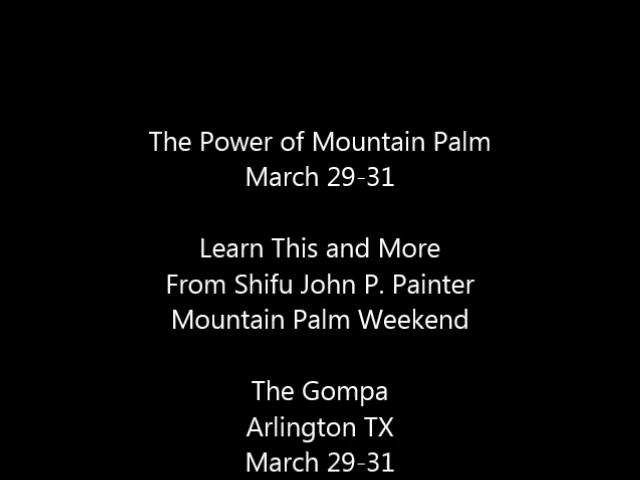 The Power of Mountain Palm
March 29-31
Learn This and More
From Shifu John P. Painter
Mountain Palm Weekend
The Gompa
Arlington TX
March 29-31